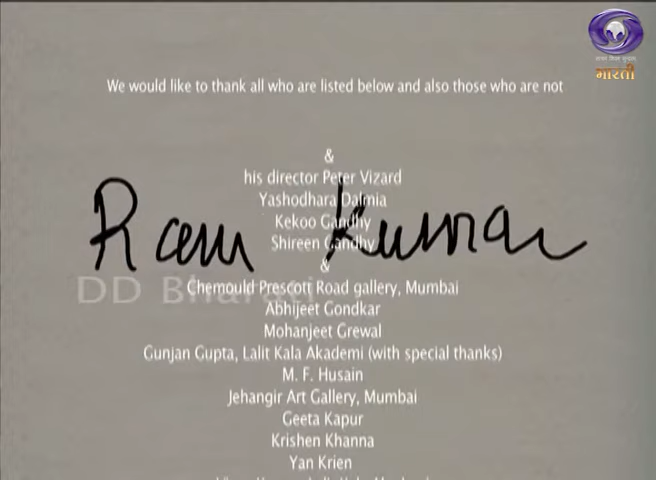 भारती
We would like to thank all who are listed below and also those who are not
&
his director Peter Vizard
Yashodhara Dalmia
Kekoo Gandhy
Shireen Gandhy
Ram Kumar
&
DD Bharati
Chemould Prescott Road gallery, Mumbai
Abhijeet Gondkar
Mohanjeet Grewal
Gunjan Gupta, Lalit Kala Akademi (with special thanks)
M. F. Husain
Jehangir Art Gallery, Mumbai
Geeta Kapur
Krishen Khanna
Yan Krien